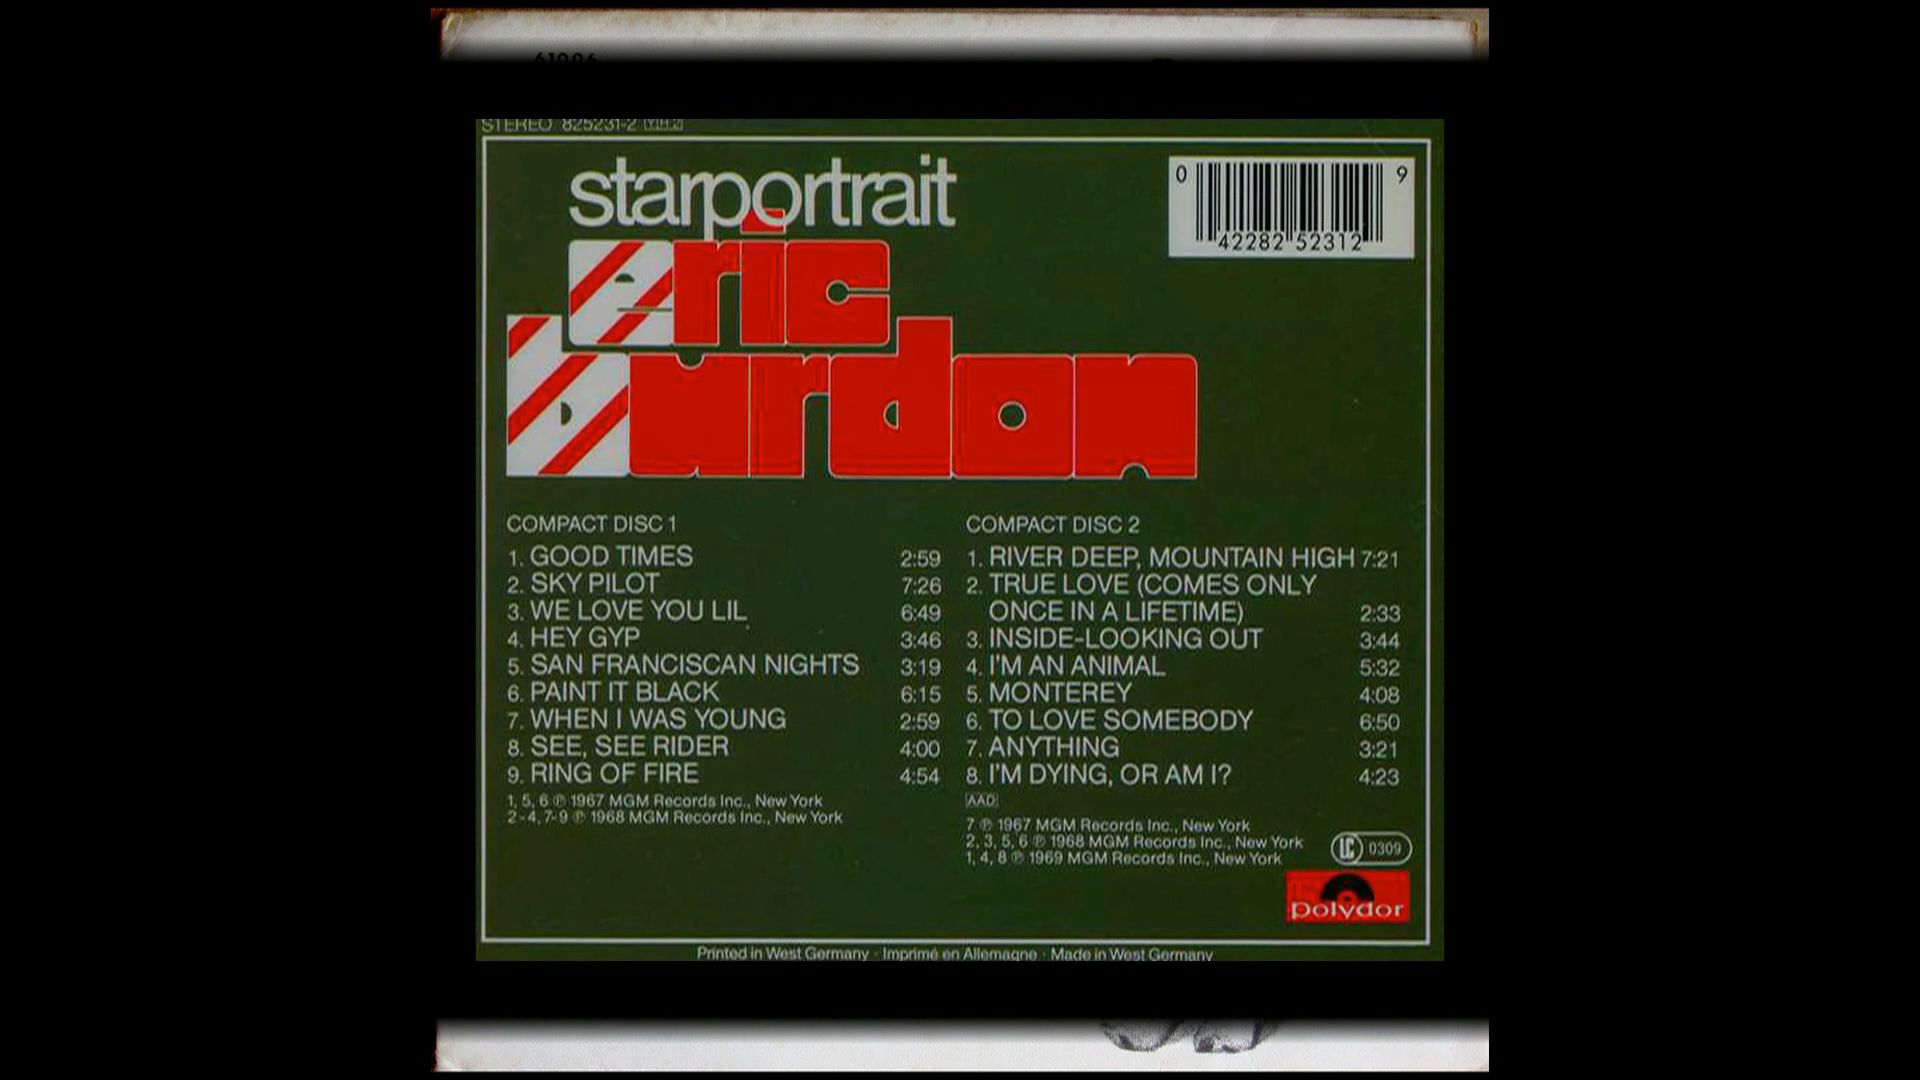 STEREO 825231-2
starportrait
eric
burdon
0 42282 52312 9
COMPACT DISC 1
1. GOOD TIMES 2:59
2. SKY PILOT 7:26
3. WE LOVE YOU LIL 6:49
4. HEY GYP 3:46
5. SAN FRANCISCAN NIGHTS 3:19
6. PAINT IT BLACK 6:15
7. WHEN I WAS YOUNG 2:59
8. SEE, SEE RIDER 4:00
9. RING OF FIRE 4:54
1, 5, 6 ℗ 1967 MGM Records Inc., New York
2-4, 7-9 ℗ 1968 MGM Records Inc., New York
COMPACT DISC 2
1. RIVER DEEP, MOUNTAIN HIGH 7:21
2. TRUE LOVE (COMES ONLY
ONCE IN A LIFETIME) 2:33
3. INSIDE-LOOKING OUT 3:44
4. I'M AN ANIMAL 5:32
5. MONTEREY 4:08
6. TO LOVE SOMEBODY 6:50
7. ANYTHING 3:21
8. I'M DYING, OR AM I? 4:23
AAD
7 ℗ 1967 MGM Records Inc., New York
2, 3, 5, 6 ℗ 1968 MGM Records Inc., New York
1, 4, 8 ℗ 1969 MGM Records Inc., New York
LC 0309
polydor
Printed in West Germany · Imprimé en Allemagne · Made in West Germany